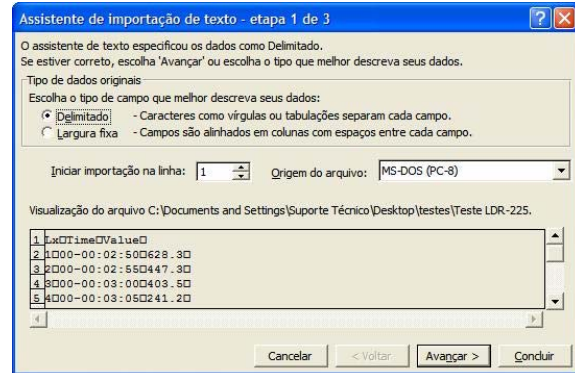 Assistente de importação de texto - etapa 1 de 3
O assistente de texto especificou os dados como Delimitado.
Se estiver correto, escolha 'Avançar' ou escolha o tipo que melhor descreva seus dados.
Tipo de dados originais
Escolha o tipo de campo que melhor descreva seus dados:
Delimitado - Caracteres como vírgulas ou tabulações separam cada campo.
Largura fixa - Campos são alinhados em colunas com espaços entre cada campo.
Iniciar importação na linha: 1 Origem do arquivo: MS-DOS (PC-8)
Visualização do arquivo C:\Documents and Settings\Suporte Técnico\Desktop\testes\Teste LDR-225.
1 Lx□Time□Value□
2 1□00-00:02:50□628.3□
3 2□00-00:02:55□447.3□
4 3□00-00:03:00□403.5□
5 4□00-00:03:05□241.2□
Cancelar < Voltar Avançar > Concluir